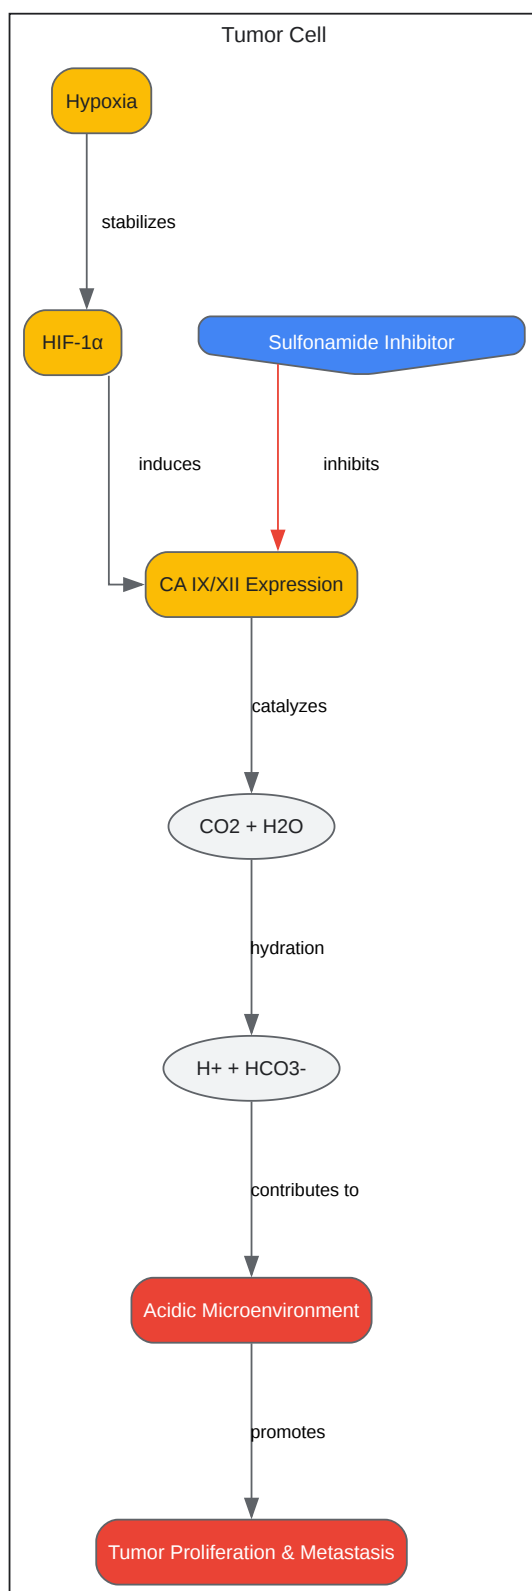 Tumor Cell
Hypoxia
stabilizes
HIF-1α
Sulfonamide Inhibitor
induces
inhibits
CA IX/XII Expression
catalyzes
CO2 + H2O
hydration
H+ + HCO3-
contributes to
Acidic Microenvironment
promotes
Tumor Proliferation & Metastasis